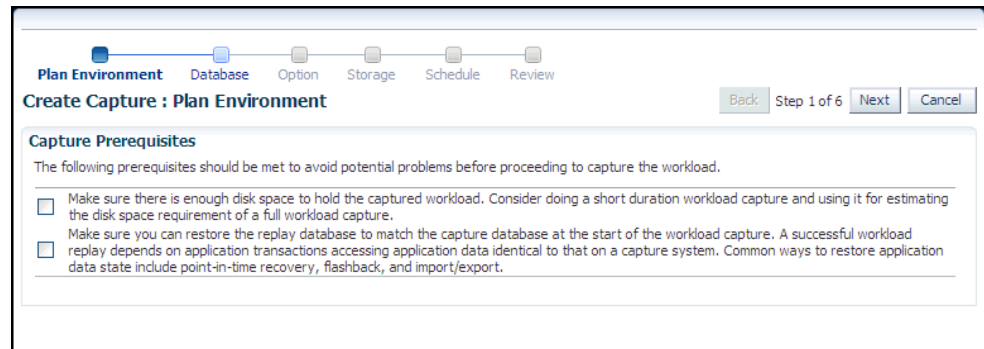 Plan Environment Database Option Storage Schedule Review
Create Capture : Plan Environment
Back Step 1 of 6 Next Cancel
Capture Prerequisites
The following prerequisites should be met to avoid potential problems before proceeding to capture the workload.
Make sure there is enough disk space to hold the captured workload. Consider doing a short duration workload capture and using it for estimating
the disk space requirement of a full workload capture.
Make sure you can restore the replay database to match the capture database at the start of the workload capture. A successful workload
replay depends on application transactions accessing application data identical to that on a capture system. Common ways to restore application
data state include point-in-time recovery, flashback, and import/export.